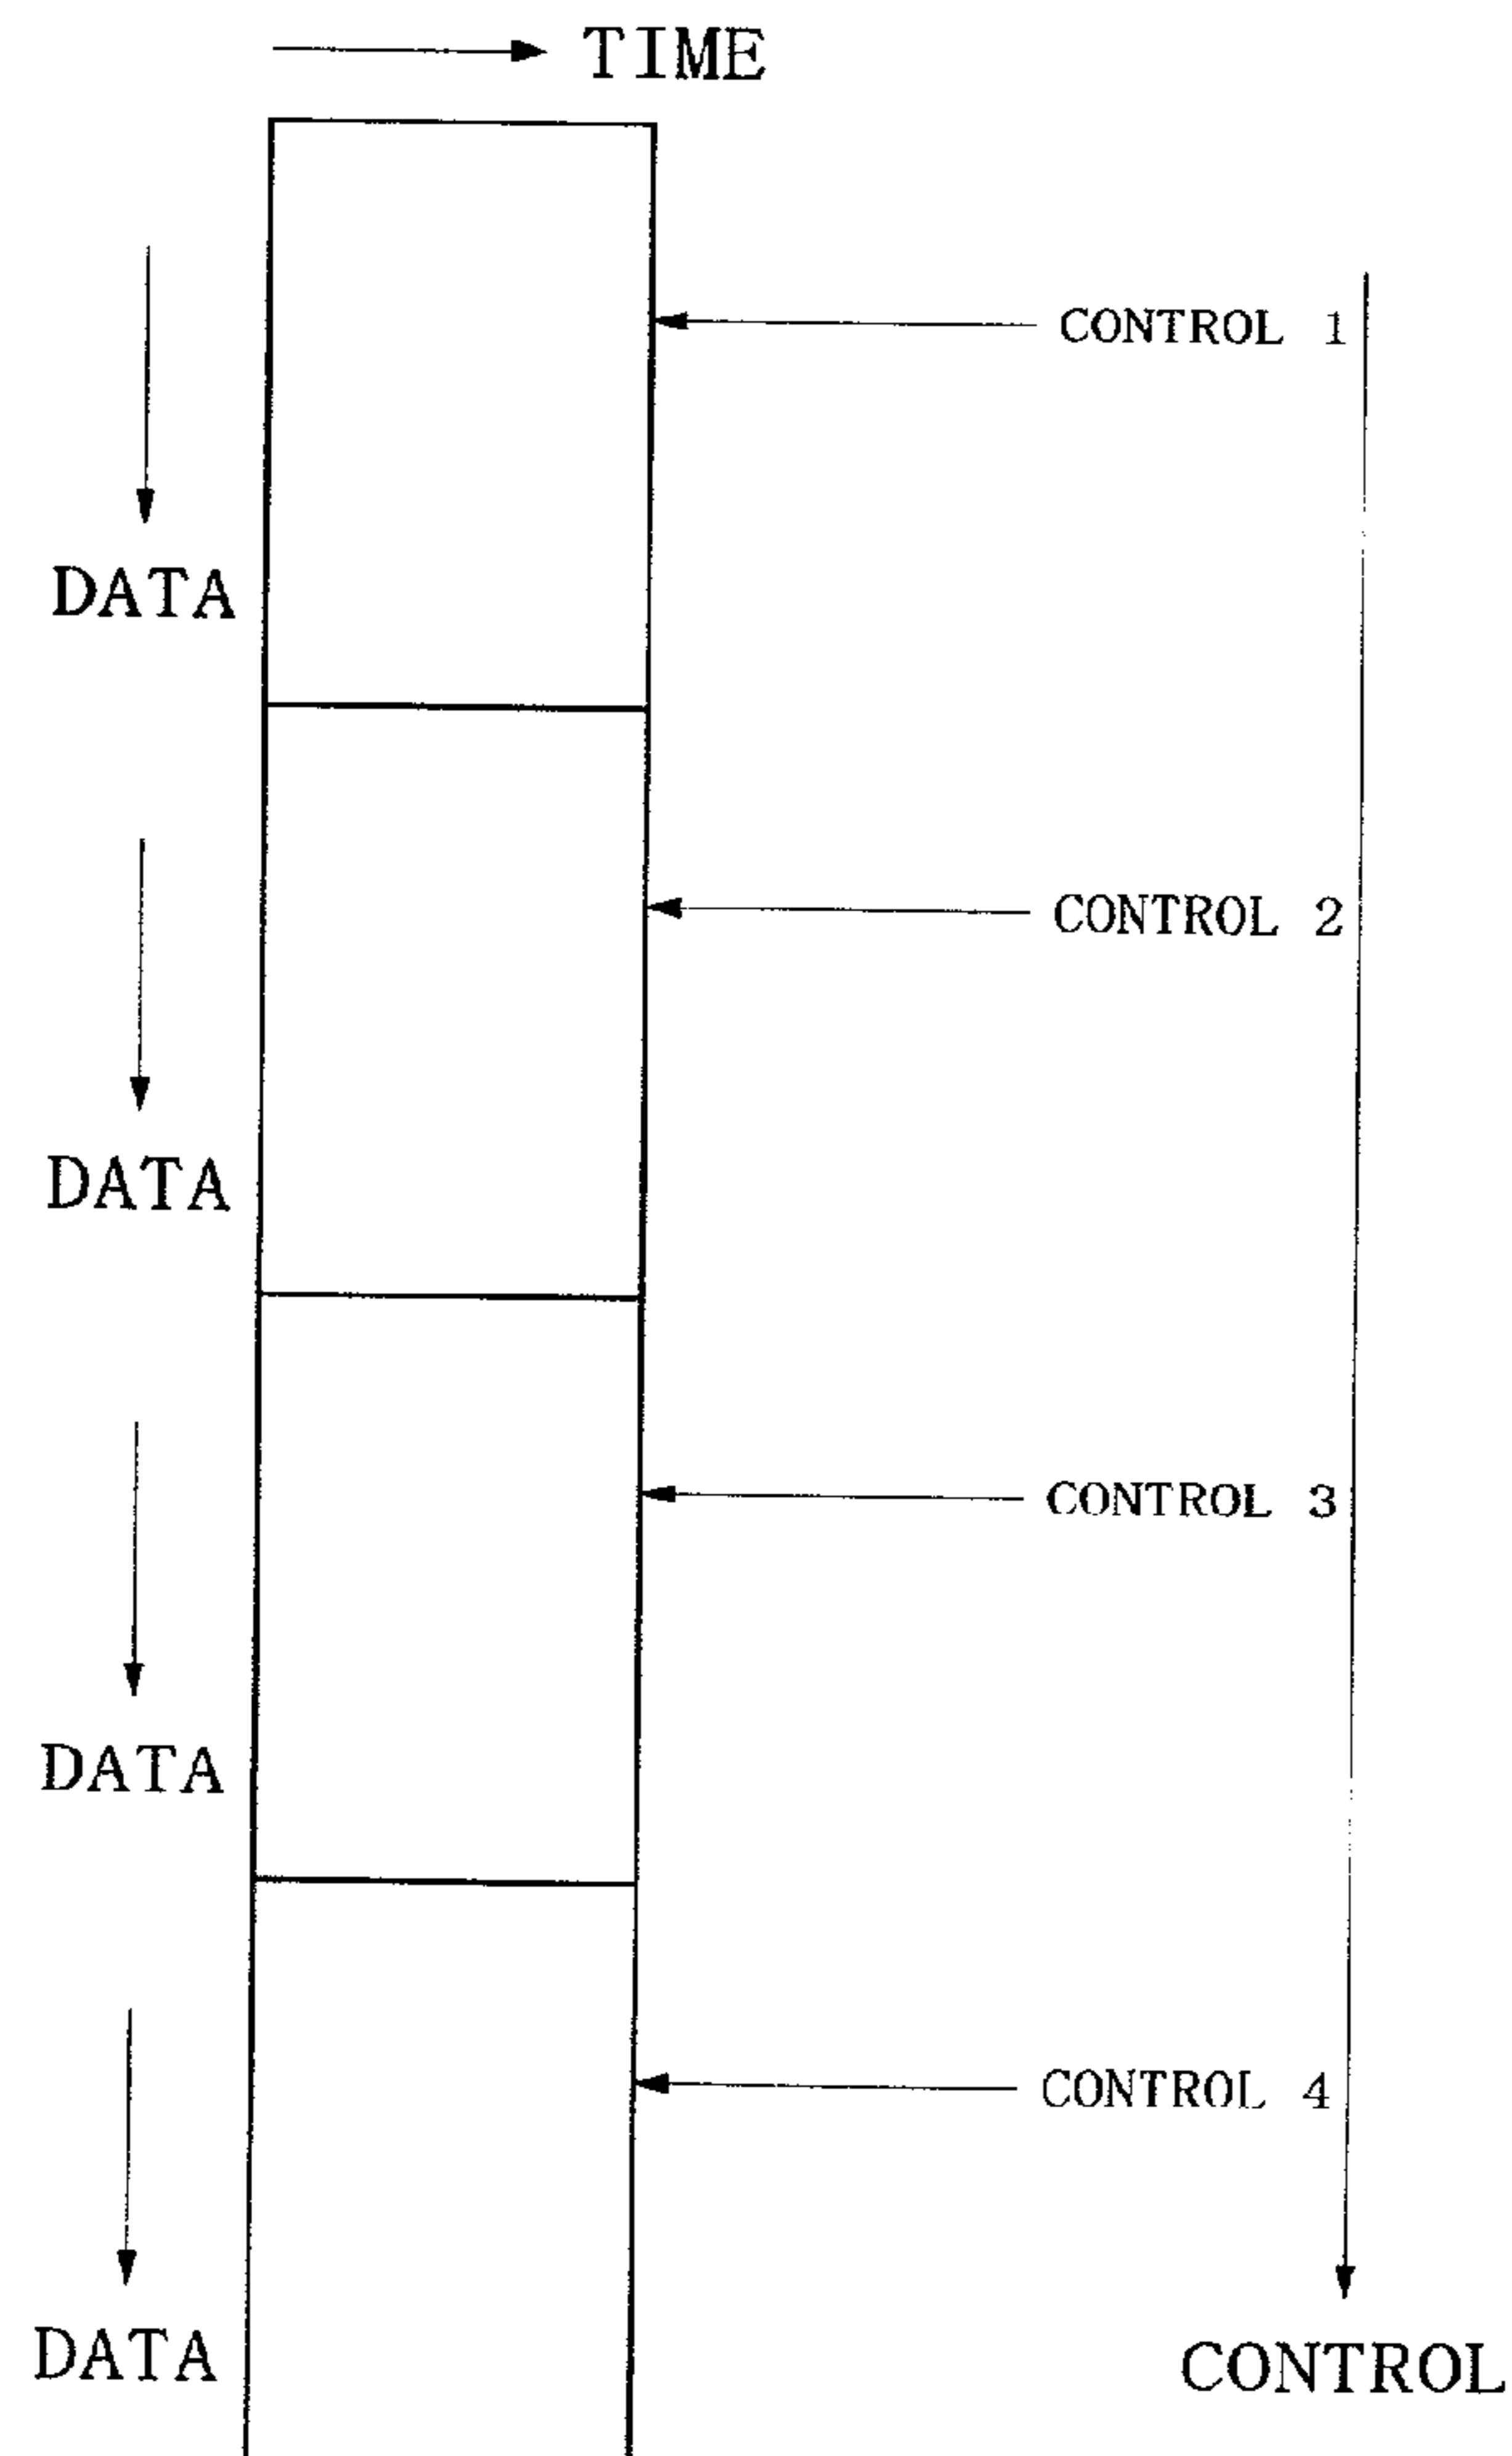 TIME
CONTROL 1
DATA
CONTROL 2
DATA
CONTROL 3
DATA
CONTROL 4
DATA
CONTROL